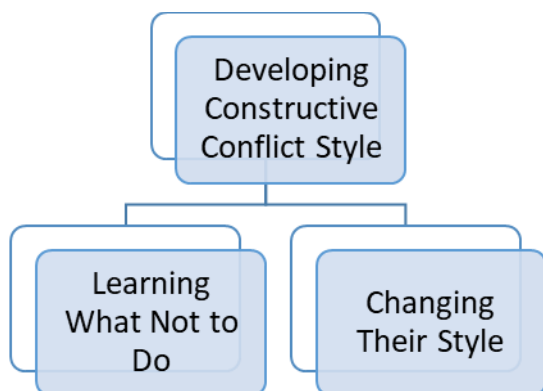 Developing
Constructive
Conflict Style
Learning
What Not to
Do
Changing
Their Style